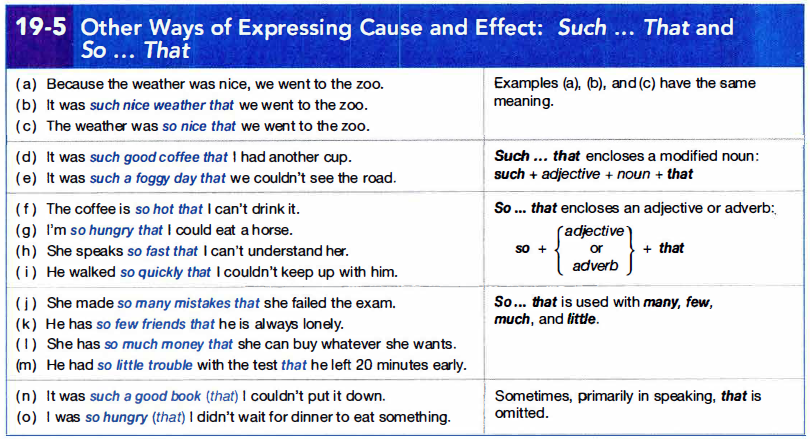 19-5 Other Ways of Expressing Cause and Effect: Such ... That and
So ... That
(a) Because the weather was nice, we went to the zoo.
(b) It was such nice weather that we went to the zoo.
(c) The weather was so nice that we went to the zoo.
Examples (a), (b), and (c) have the same
meaning.
(d) It was such good coffee that I had another cup.
(e) It was such a foggy day that we couldn't see the road.
Such ... that encloses a modified noun:
such + adjective + noun + that
(f) The coffee is so hot that I can't drink it.
(g) I'm so hungry that I could eat a horse.
(h) She speaks so fast that I can't understand her.
(i) He walked so quickly that I couldn't keep up with him.
So ... that encloses an adjective or adverb:
adjective
so + { or } + that
adverb
(j) She made so many mistakes that she failed the exam.
(k) He has so few friends that he is always lonely.
(l) She has so much money that she can buy whatever she wants.
(m) He had so little trouble with the test that he left 20 minutes early.
So ... that is used with many, few,
much, and little.
(n) It was such a good book (that) I couldn't put it down.
(o) I was so hungry (that) I didn't wait for dinner to eat something.
Sometimes, primarily in speaking, that is
omitted.